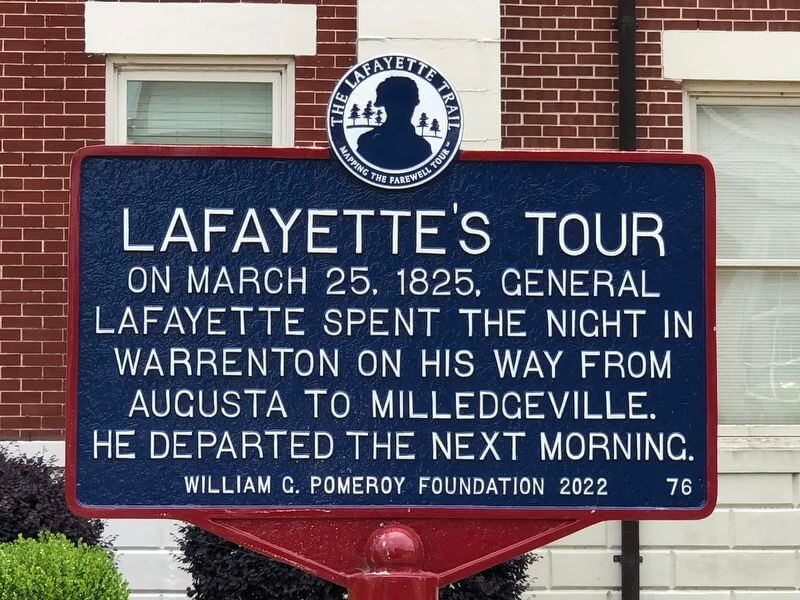 THE LAFAYETTE TRAIL
MAPPING THE FAREWELL TOUR
LAFAYETTE'S TOUR
ON MARCH 25, 1825, GENERAL
LAFAYETTE SPENT THE NIGHT IN
WARRENTON ON HIS WAY FROM
AUGUSTA TO MILLEDGEVILLE.
HE DEPARTED THE NEXT MORNING.
WILLIAM G. POMEROY FOUNDATION 2022 76